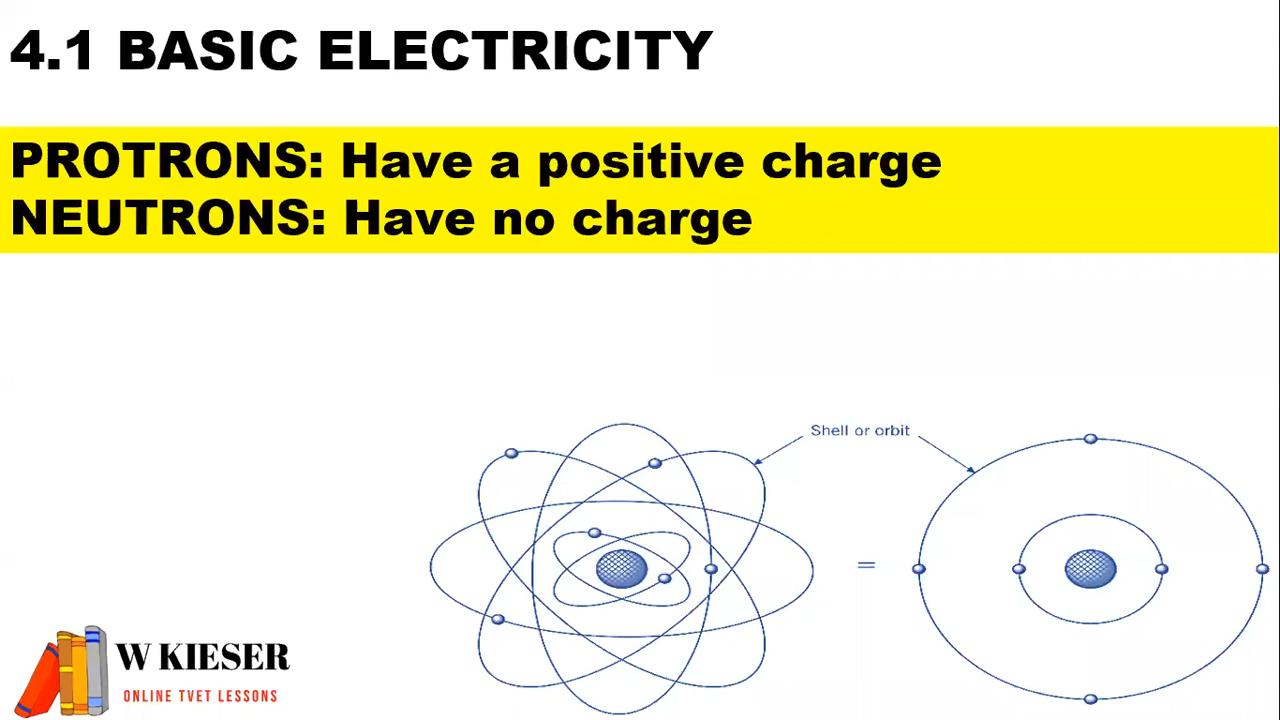 4.1 BASIC ELECTRICITY
PROTRONS: Have a positive charge
NEUTRONS: Have no charge
Shell or orbit
=
W KIESER
ONLINE TVET LESSONS